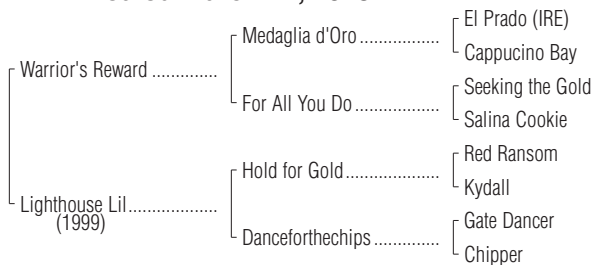 Medaglia d'Oro
El Prado (IRE)
Cappucino Bay
Warrior's Reward
For All You Do
Seeking the Gold
Salina Cookie
Lighthouse Lil
(1999)
Hold for Gold
Red Ransom
Kydall
Danceforthechips
Gate Dancer
Chipper